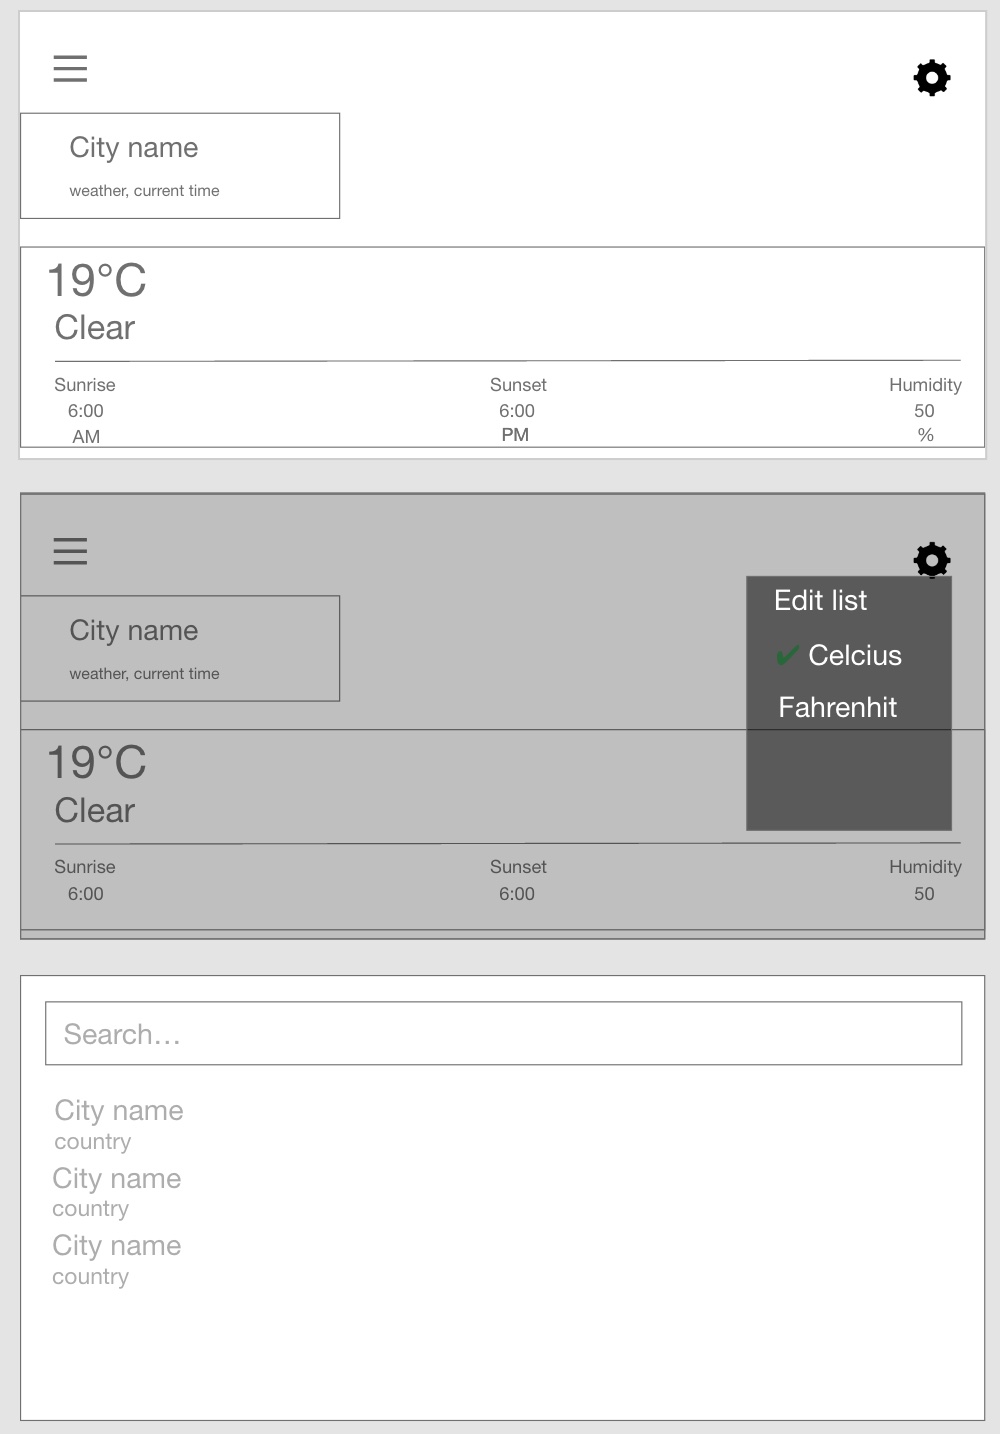 City name
weather, current time
19°C
Clear
Sunrise Sunset Humidity
6:00 6:00 50
AM PM %
Edit list
✔ Celcius
City name
Fahrenhit
weather, current time
19°C
Clear
Sunrise Sunset Humidity
6:00 6:00 50
Search...
City name
country
City name
country
City name
country